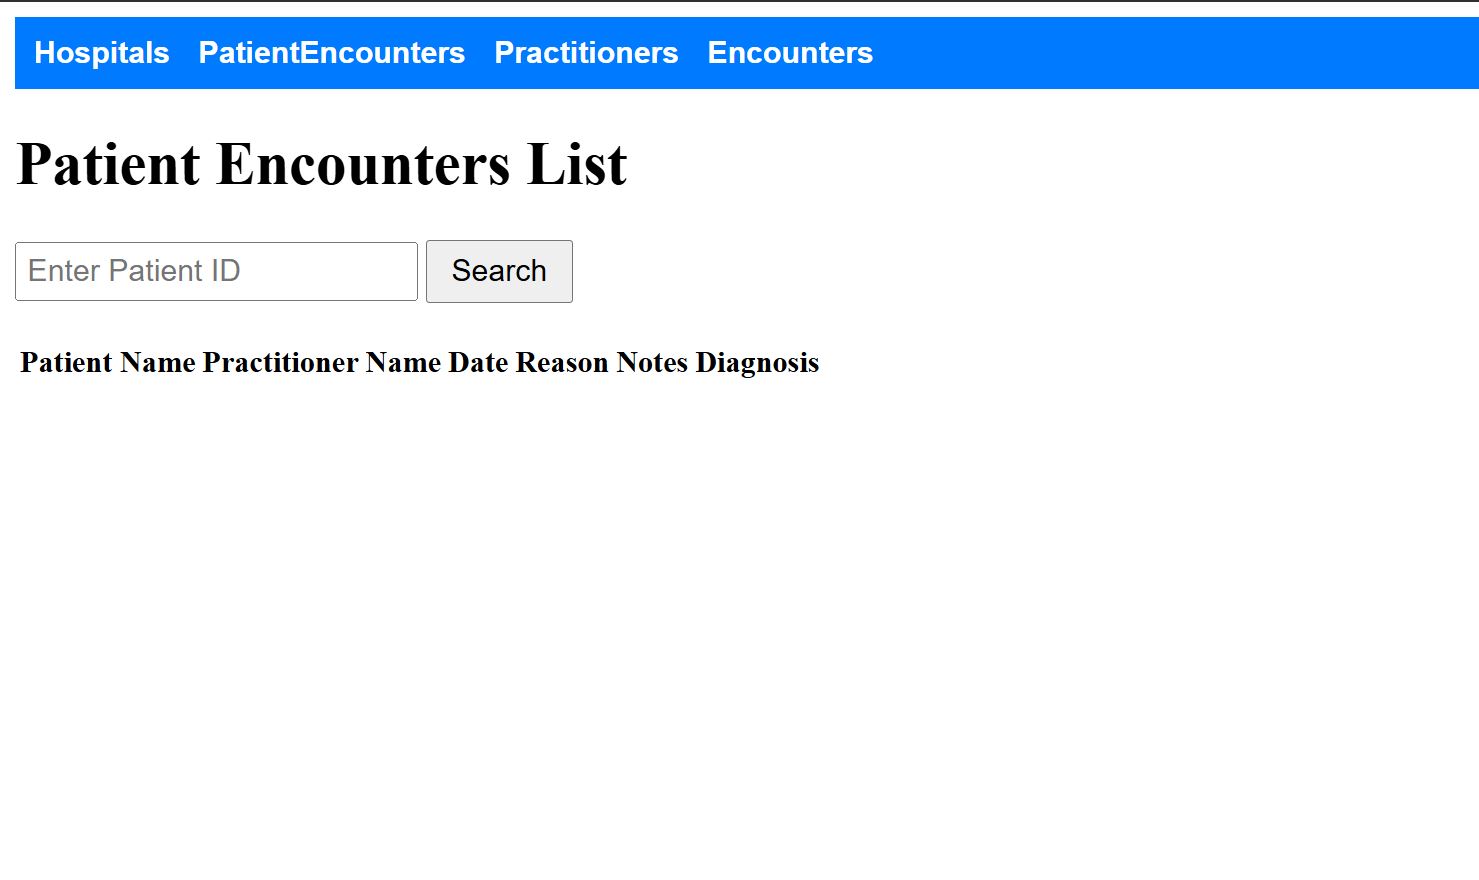 Hospitals PatientEncounters Practitioners Encounters
Patient Encounters List
Enter Patient ID Search
Patient Name Practitioner Name Date Reason Notes Diagnosis